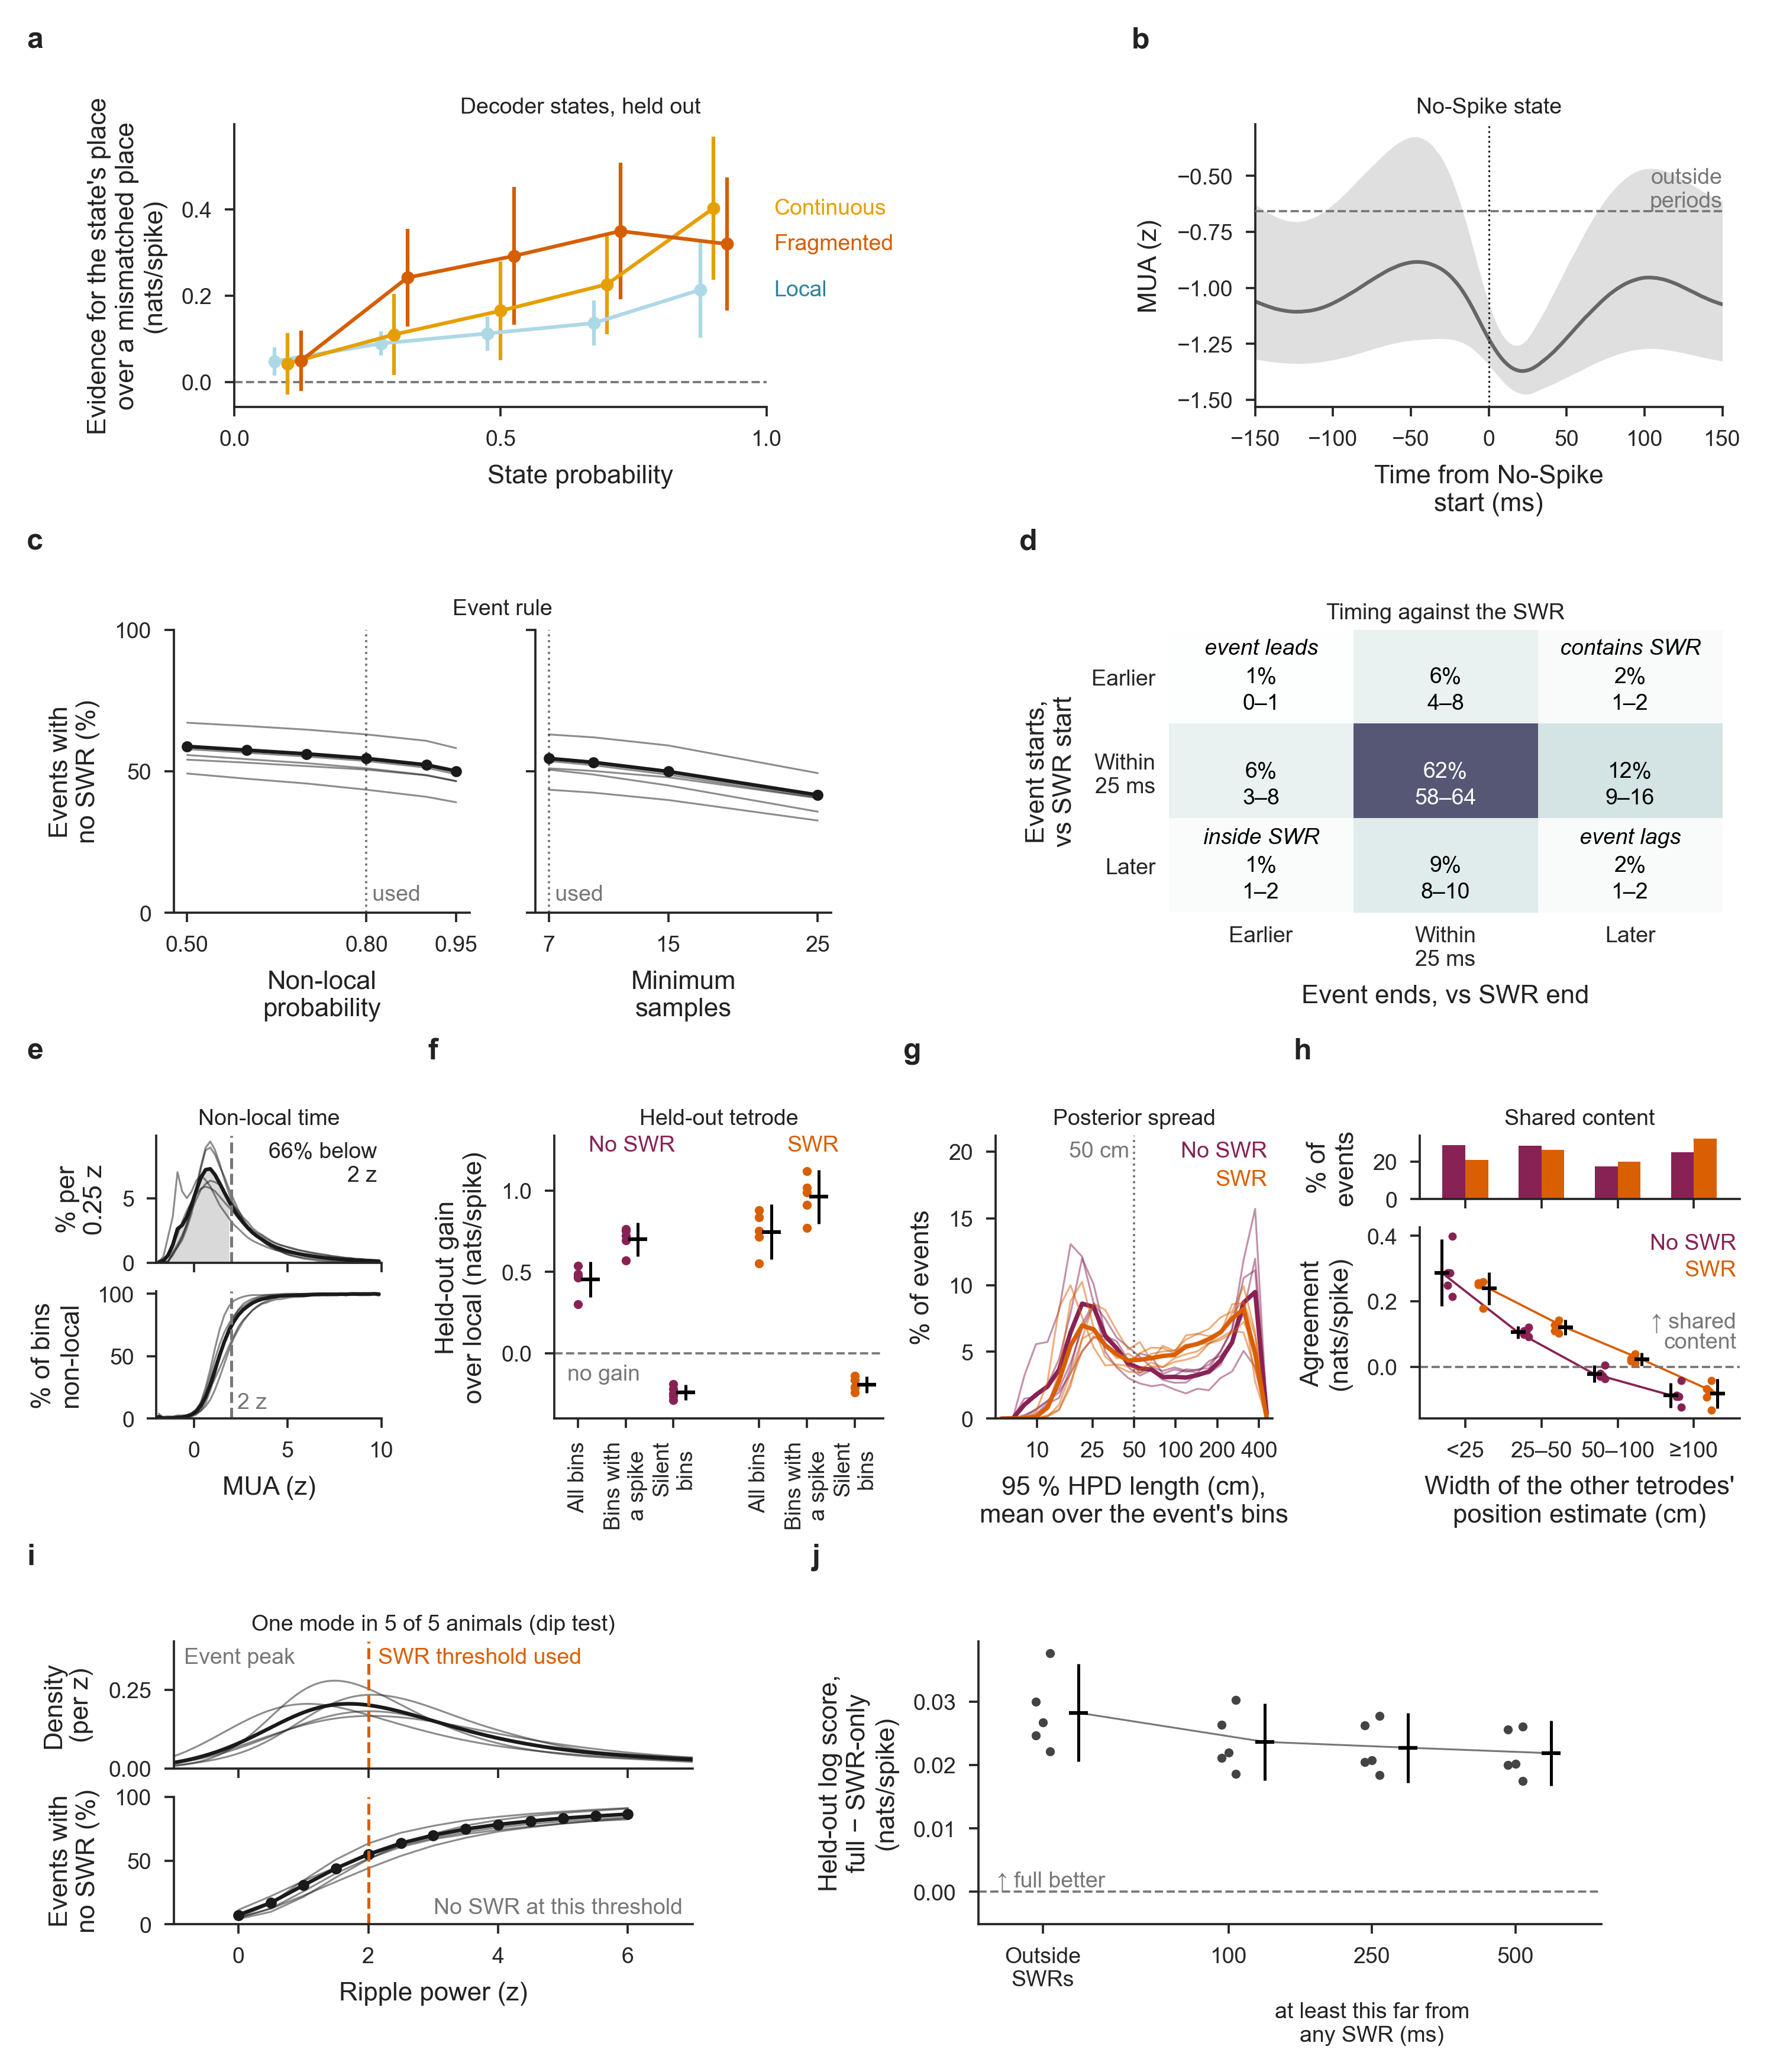 a
Decoder states, held out
Evidence for the state's place
over a mismatched place
(nats/spike)
0.4
0.2
0.0
Continuous
Fragmented
Local
0.0
0.5
1.0
State probability
b
No-Spike state
MUA (z)
−0.50
−0.75
−1.00
−1.25
−1.50
outside
periods
−150
−100
−50
0
50
100
150
Time from No-Spike
start (ms)
c
Event rule
Events with
no SWR (%)
100
50
0
used
used
0.50
0.80
0.95
7
15
25
Non-local
probability
Minimum
samples
d
Timing against the SWR
Event starts,
vs SWR start
Earlier
event leads
1%
0–1
6%
4–8
contains SWR
2%
1–2
Within
25 ms
6%
3–8
62%
58–64
12%
9–16
Later
inside SWR
1%
1–2
9%
8–10
event lags
2%
1–2
Earlier
Within
25 ms
Later
Event ends, vs SWR end
e
Non-local time
% per
0.25 z
5
0
66% below
2 z
% of bins
non-local
100
50
0
2 z
0
5
10
MUA (z)
f
Held-out tetrode
No SWR
SWR
Held-out gain
over local (nats/spike)
1.0
0.5
0.0
no gain
All bins
Bins with
a spike
Silent
bins
All bins
Bins with
a spike
Silent
bins
g
Posterior spread
50 cm
No SWR
SWR
% of events
20
15
10
5
0
10
25
50
100
200
400
95 % HPD length (cm),
mean over the event's bins
h
Shared content
% of
events
20
0
Agreement
(nats/spike)
0.4
0.2
0.0
No SWR
SWR
↑ shared
content
<25
25–50
50–100
≥100
Width of the other tetrodes'
position estimate (cm)
i
One mode in 5 of 5 animals (dip test)
Event peak
SWR threshold used
Density
(per z)
0.25
0.00
Events with
no SWR (%)
100
50
0
No SWR at this threshold
0
2
4
6
Ripple power (z)
j
Held-out log score,
full − SWR-only
(nats/spike)
0.03
0.02
0.01
0.00
↑ full better
Outside
SWRs
100
250
500
at least this far from
any SWR (ms)